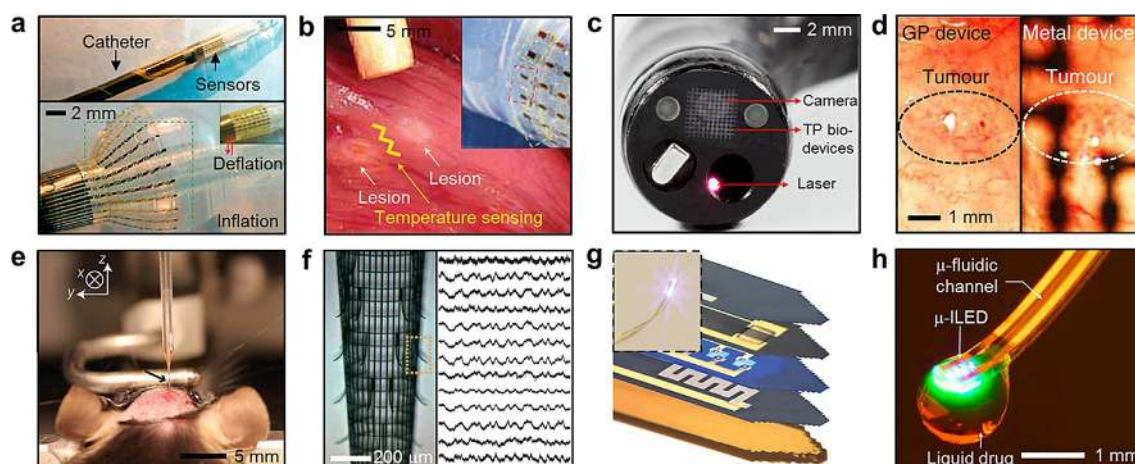 a
Catheter
Sensors
2 mm
Deflation
Inflation
b
5 mm
Lesion
Lesion
Temperature sensing
c
2 mm
Camera
TP bio-
devices
Laser
d
GP device
Metal device
Tumour
Tumour
1 mm
e
z
x
y
5 mm
f
200 μm
g
h
μ-fluidic
channel
μ-ILED
Liquid drug
1 mm